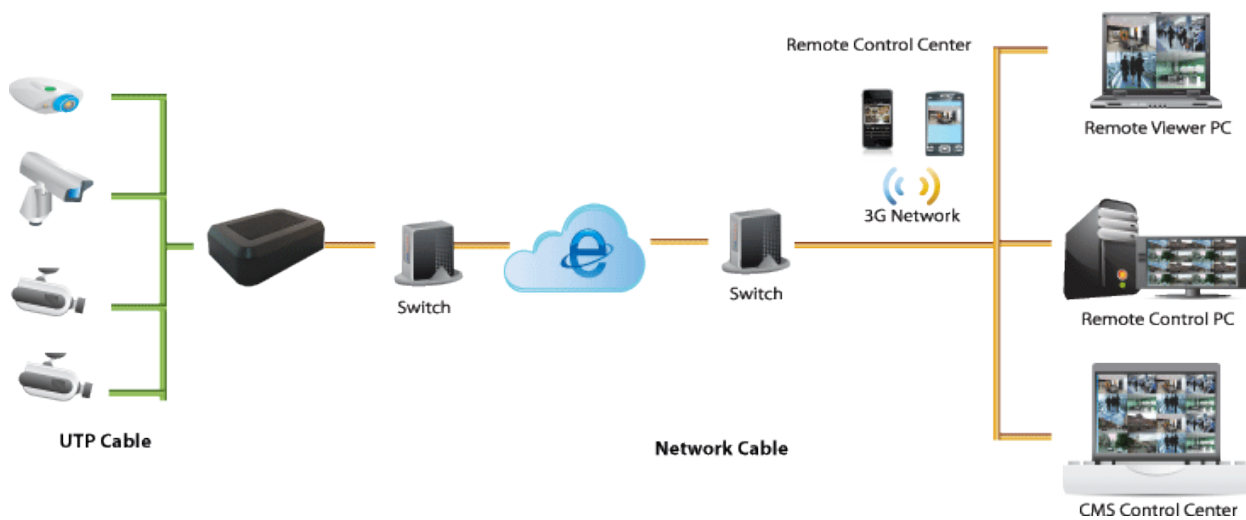 Remote Control Center
Remote Viewer PC
3G Network
Switch
Switch
Remote Control PC
UTP Cable
Network Cable
CMS Control Center